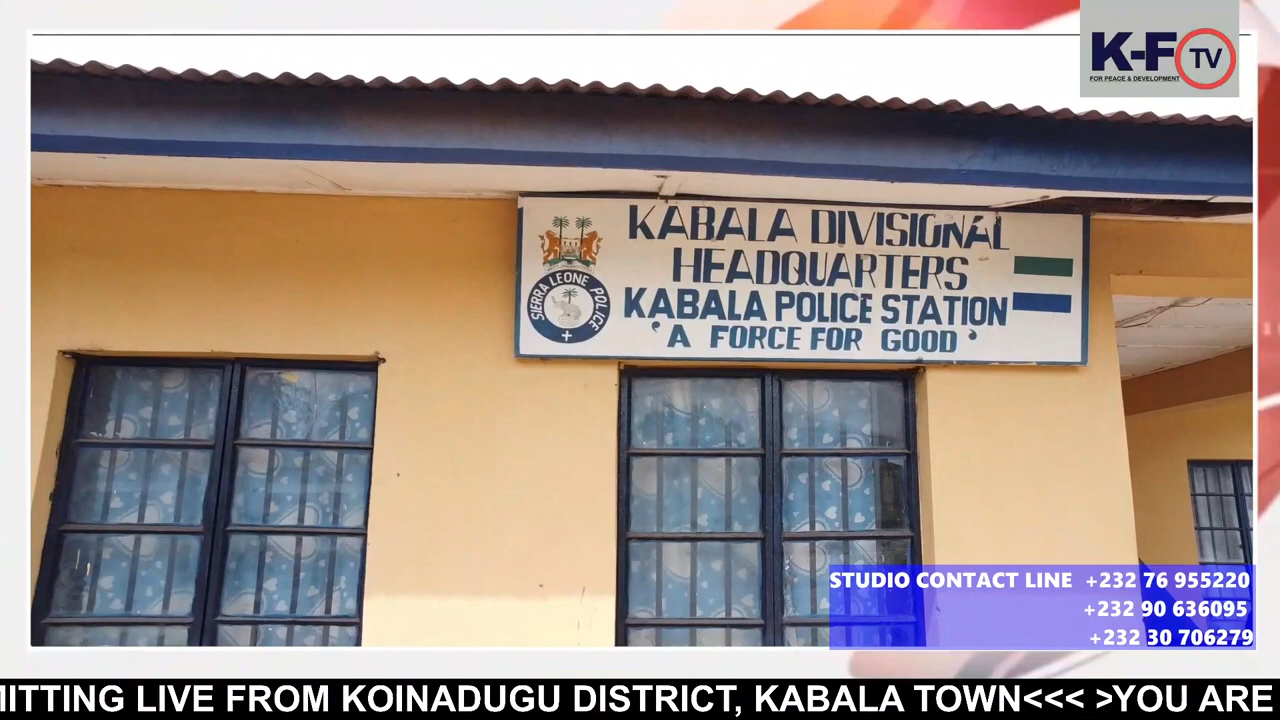 K-F TV
FOR PEACE & DEVELOPMENT
KABALA DIVISIONAL
HEADQUARTERS
KABALA POLICE STATION
‘A FORCE FOR GOOD’
SIERRA LEONE POLICE
STUDIO CONTACT LINE +232 76 955220
+232 90 636095
+232 30 706279
MITTING LIVE FROM KOINADUGU DISTRICT, KABALA TOWN<<< >YOU ARE